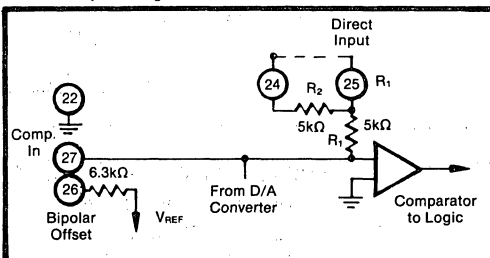 Direct
Input
24
R₂
25
R₁
5kΩ
5kΩ
R₁
22
Comp.
In
27
6.3kΩ
26
Bipolar
Offset
VREF
From D/A
Converter
Comparator
to Logic